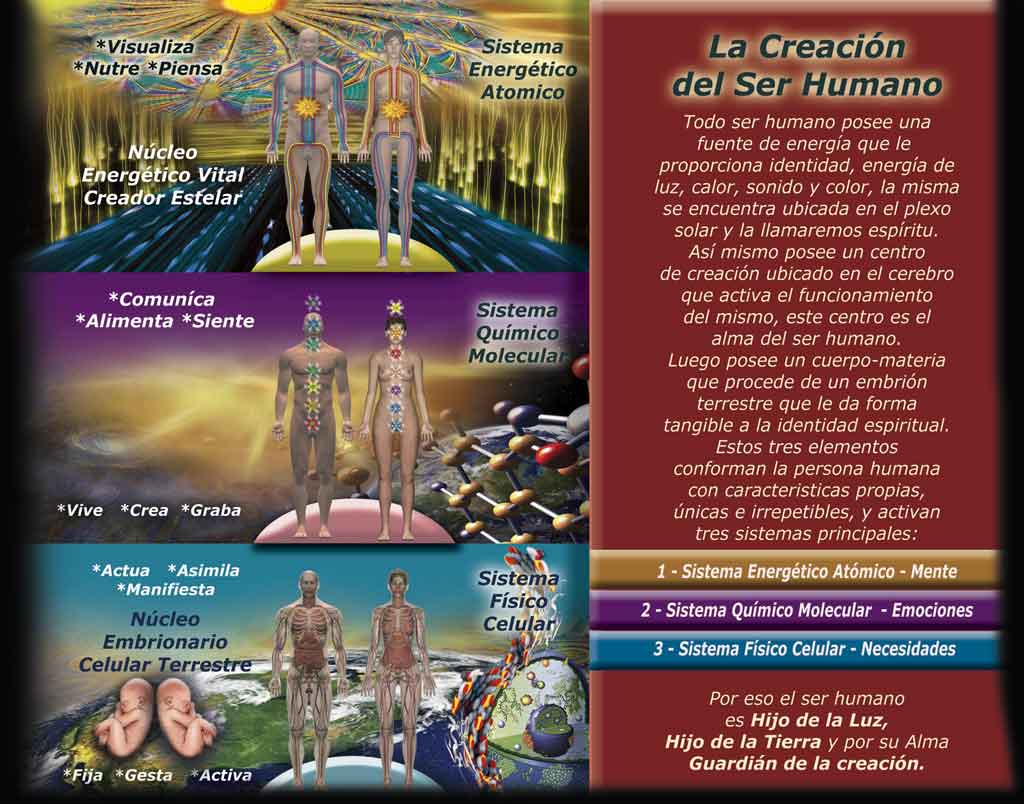 *Visualiza
*Nutre *Piensa
Sistema
Energético
Atomico
Núcleo
Energético Vital
Creador Estelar
*Comuníca
*Alimenta *Siente
Sistema
Químico
Molecular
*Vive *Crea *Graba
*Actua *Asimila
*Manifiesta
Sistema
Físico
Celular
Núcleo
Embrionario
Celular Terrestre
*Fija *Gesta *Activa
La Creación
del Ser Humano
Todo ser humano posee una
fuente de energía que le
proporciona identidad, energía de
luz, calor, sonido y color, la misma
se encuentra ubicada en el plexo
solar y la llamaremos espíritu.
Así mismo posee un centro
de creación ubicado en el cerebro
que activa el funcionamiento
del mismo, este centro es el
alma del ser humano.
Luego posee un cuerpo-materia
que procede de un embrión
terrestre que le da forma
tangible a la identidad espiritual.
Estos tres elementos
conforman la persona humana
con caracteristicas propias,
únicas e irrepetibles, y activan
tres sistemas principales:
1 - Sistema Energético Atómico - Mente
2 - Sistema Químico Molecular - Emociones
3 - Sistema Físico Celular - Necesidades
Por eso el ser humano
es Hijo de la Luz,
Hijo de la Tierra y por su Alma
Guardián de la creación.